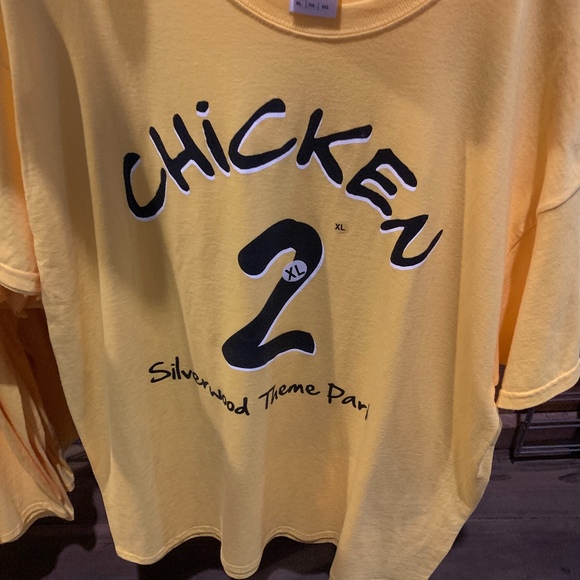 CHiCKEN
2
XL
XL
Silverwood Theme Park